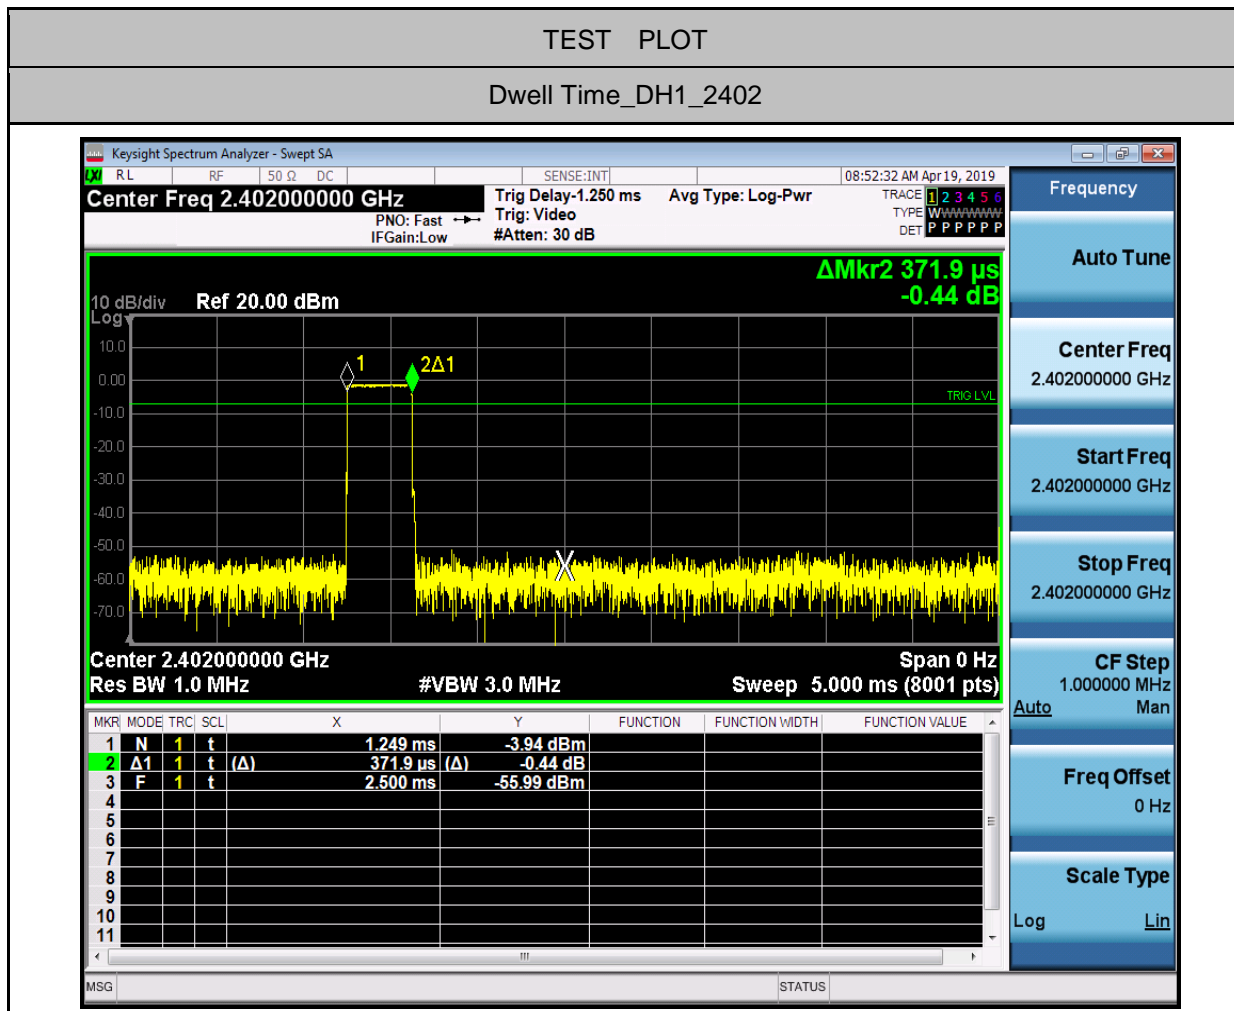 TEST PLOT
Dwell Time_DH1_2402
Keysight Spectrum Analyzer - Swept SA
LXI RL RF 50 Ω DC SENSE:INT 08:52:32 AM Apr 19, 2019
Center Freq 2.402000000 GHz Trig Delay-1.250 ms Avg Type: Log-Pwr TRACE 1 2 3 4 5 6
PNO: Fast Trig: Video TYPE WWWWWW
IFGain:Low #Atten: 30 dB DET P P P P P P
ΔMkr2 371.9 µs
-0.44 dB
10 dB/div Ref 20.00 dBm
Log
10.0
0.00
-10.0
-20.0
-30.0
-40.0
-50.0
-60.0
-70.0
1
2Δ1
TRIG LVL
X
Center 2.402000000 GHz Span 0 Hz
Res BW 1.0 MHz #VBW 3.0 MHz Sweep 5.000 ms (8001 pts)
MKR MODE TRC SCL X Y FUNCTION FUNCTION WIDTH FUNCTION VALUE
1 N 1 t 1.249 ms -3.94 dBm
2 Δ1 1 t (Δ) 371.9 µs (Δ) -0.44 dB
3 F 1 t 2.500 ms -55.99 dBm
4
5
6
7
8
9
10
11
MSG STATUS
Frequency
Auto Tune
Center Freq
2.402000000 GHz
Start Freq
2.402000000 GHz
Stop Freq
2.402000000 GHz
CF Step
1.000000 MHz
Auto Man
Freq Offset
0 Hz
Scale Type
Log Lin